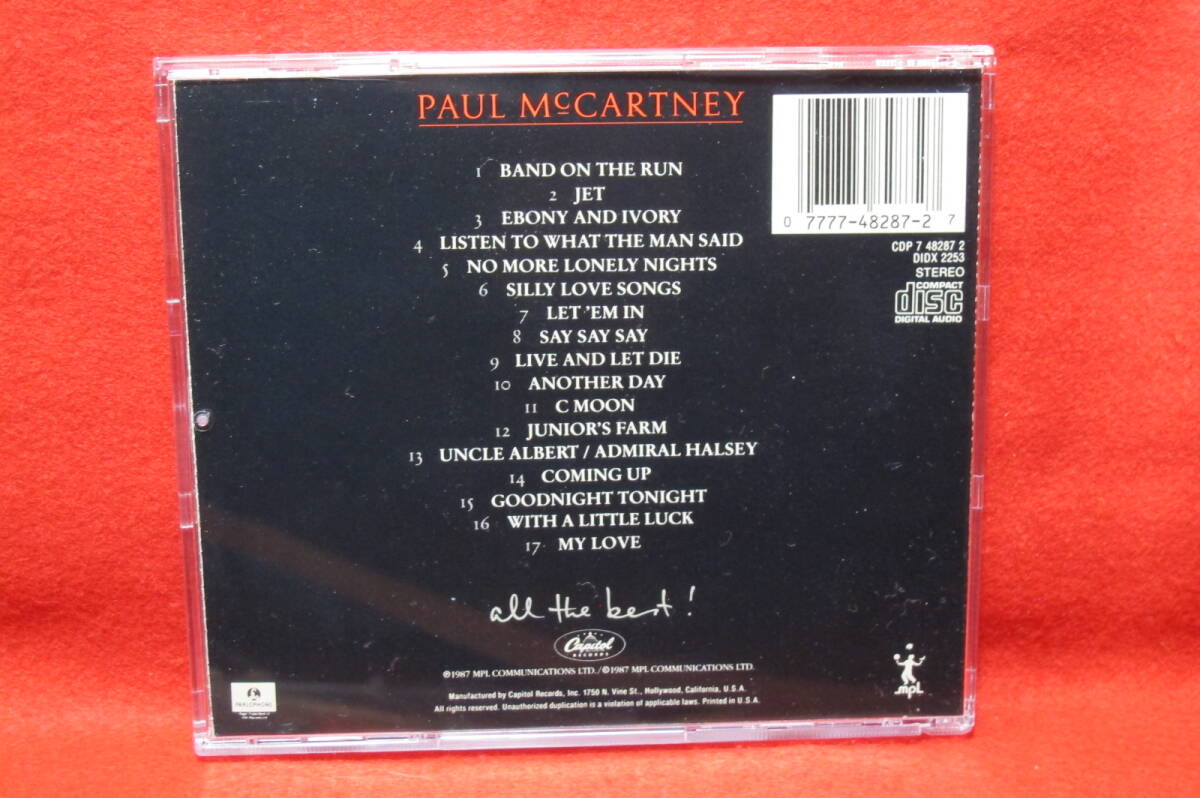 PAUL McCARTNEY
1 BAND ON THE RUN
2 JET
3 EBONY AND IVORY
4 LISTEN TO WHAT THE MAN SAID
5 NO MORE LONELY NIGHTS
6 SILLY LOVE SONGS
7 LET 'EM IN
8 SAY SAY SAY
9 LIVE AND LET DIE
10 ANOTHER DAY
11 C MOON
12 JUNIOR'S FARM
13 UNCLE ALBERT / ADMIRAL HALSEY
14 COMING UP
15 GOODNIGHT TONIGHT
16 WITH A LITTLE LUCK
17 MY LOVE
0 7777-48287-2 7
CDP 7 48287 2
DIDX 2253
STEREO
COMPACT
disc
DIGITAL AUDIO
all the best!
Capitol
RECORDS
℗1987 MPL COMMUNICATIONS LTD./©1987 MPL COMMUNICATIONS LTD.
Manufactured by Capitol Records, Inc. 1750 N. Vine St., Hollywood, California, U.S.A.
All rights reserved. Unauthorized duplication is a violation of applicable laws. Printed in U.S.A.
PARLOPHONE
mpl